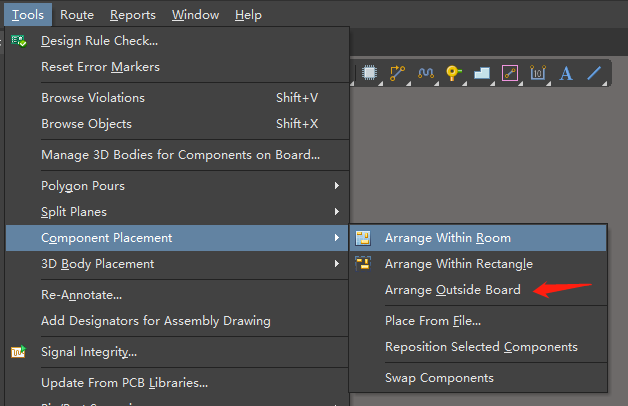 Tools Route Reports Window Help
Design Rule Check...
Reset Error Markers
Browse Violations Shift+V
Browse Objects Shift+X
Manage 3D Bodies for Components on Board...
Polygon Pours
Split Planes
Component Placement
3D Body Placement
Re-Annotate...
Add Designators for Assembly Drawing
Signal Integrity...
Update From PCB Libraries...
Arrange Within Room
Arrange Within Rectangle
Arrange Outside Board
Place From File...
Reposition Selected Components
Swap Components